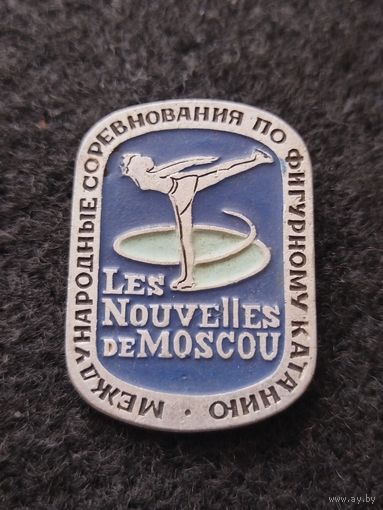 МЕЖДУНАРОДНЫЕ СОРЕВНОВАНИЯ ПО ФИГУРНОМУ КАТАНИЮ ·
LES
NOUVEllES
DE MOSCOU
www.ay.by